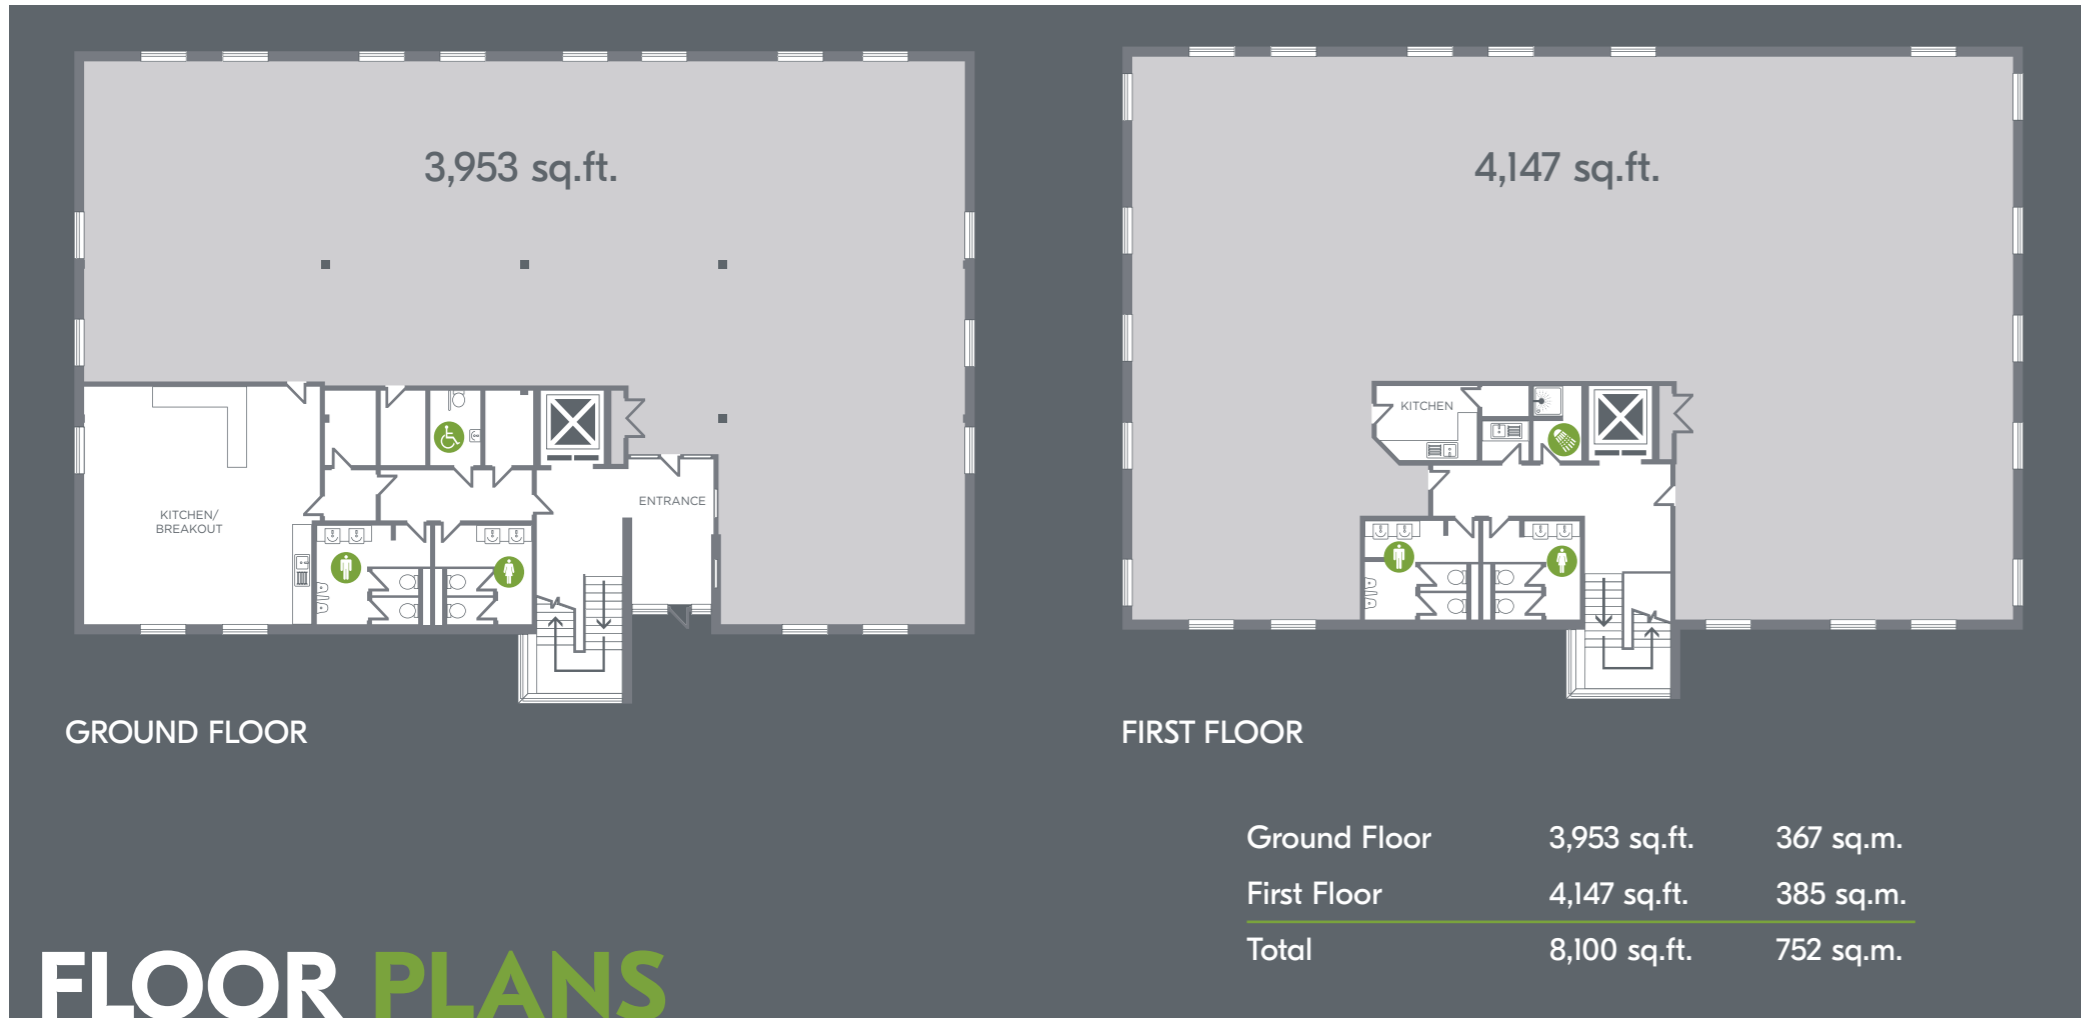 3,953 sq.ft.
KITCHEN/
BREAKOUT
ENTRANCE
GROUND FLOOR
4,147 sq.ft.
KITCHEN
FIRST FLOOR
Ground Floor 3,953 sq.ft. 367 sq.m.
First Floor 4,147 sq.ft. 385 sq.m.
Total 8,100 sq.ft. 752 sq.m.
FLOOR PLANS